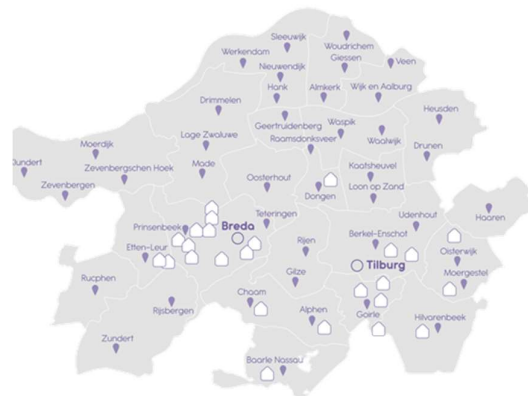 Sleeuwijk
Woudrichem
Werkendam
Giessen
Veen
Nieuwendijk
Hank
Almkerk
Wijk en Aalburg
Drimmelen
Heusden
Geertruidenberg
Waspik
Raamsdonksveer
Waalwijk
Lage Zwaluwe
Drunen
Moerdijk
Made
Kaatsheuvel
Zevenbergschen Hoek
Oosterhout
Loon op Zand
Zevenbergen
Dongen
Teteringen
Udenhout
Haaren
Prinsenbeek
Breda
Berkel-Enschot
Etten-Leur
Rijen
Oisterwijk
Tilburg
Rucphen
Gilze
Moergestel
Rijsbergen
Chaam
Alphen
Goirle
Hilvarenbeek
Zundert
Baarle Nassau